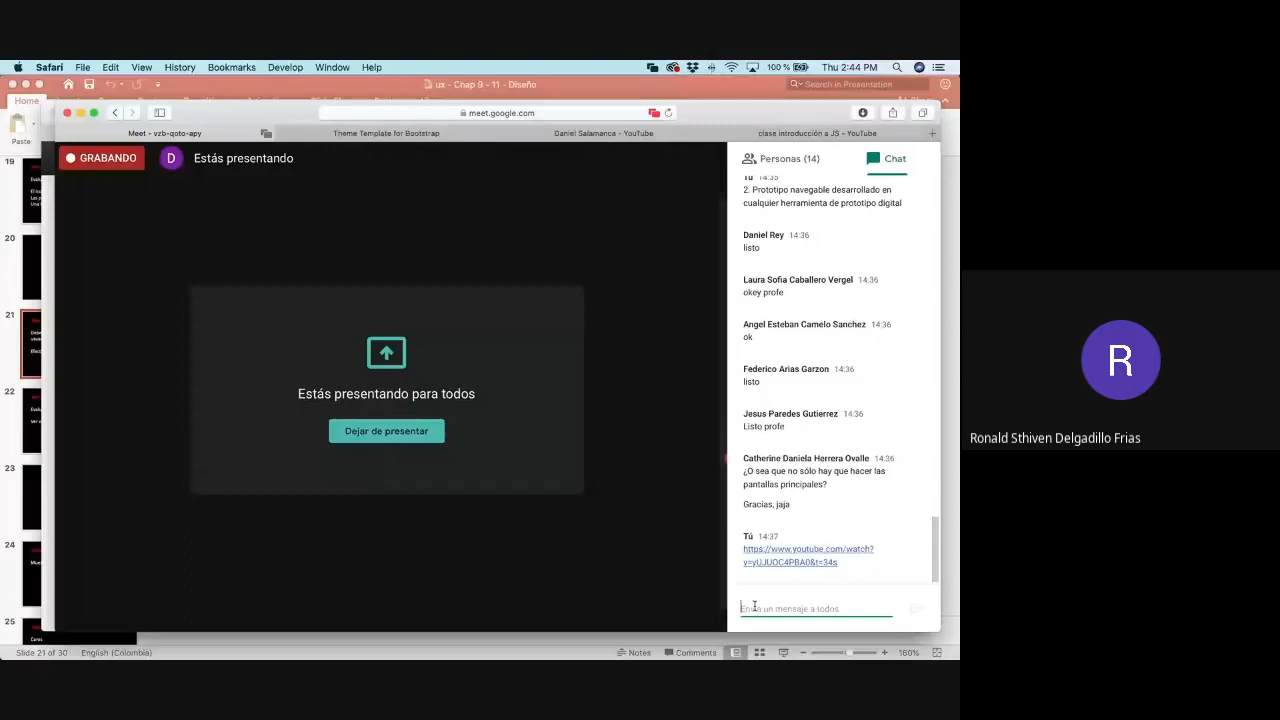 Safari File Edit View History Bookmarks Develop Window Help
100 % Thu 2:44 PM
ux - Chap 9 - 11 - Diseño
Search in Presentation
Home
Paste
meet.google.com
Meet - vzb-qoto-apy
Theme Template for Bootstrap
Daniel Salamanca - YouTube
clase introducción a JS - YouTube
GRABANDO
D
Estás presentando
Personas (14)
Chat
Tú 14:35
2. Prototipo navegable desarrollado en
cualquier herramienta de prototipo digital
Daniel Rey 14:36
listo
Laura Sofia Caballero Vergel 14:36
okey profe
Angel Esteban Camelo Sanchez 14:36
ok
Federico Arias Garzon 14:36
listo
Jesus Paredes Gutierrez 14:36
Listo profe
Catherine Daniela Herrera Ovalle 14:36
¿O sea que no sólo hay que hacer las
pantallas principales?
Gracias, jaja
Tú 14:37
https://www.youtube.com/watch?
v=yUJUOC4PBA0&t=34s
Envía un mensaje a todos
Estás presentando para todos
Dejar de presentar
19
20
21
22
23
24
25
Slide 21 of 30
English (Colombia)
Notes
Comments
160%
R
Ronald Sthiven Delgadillo Frias